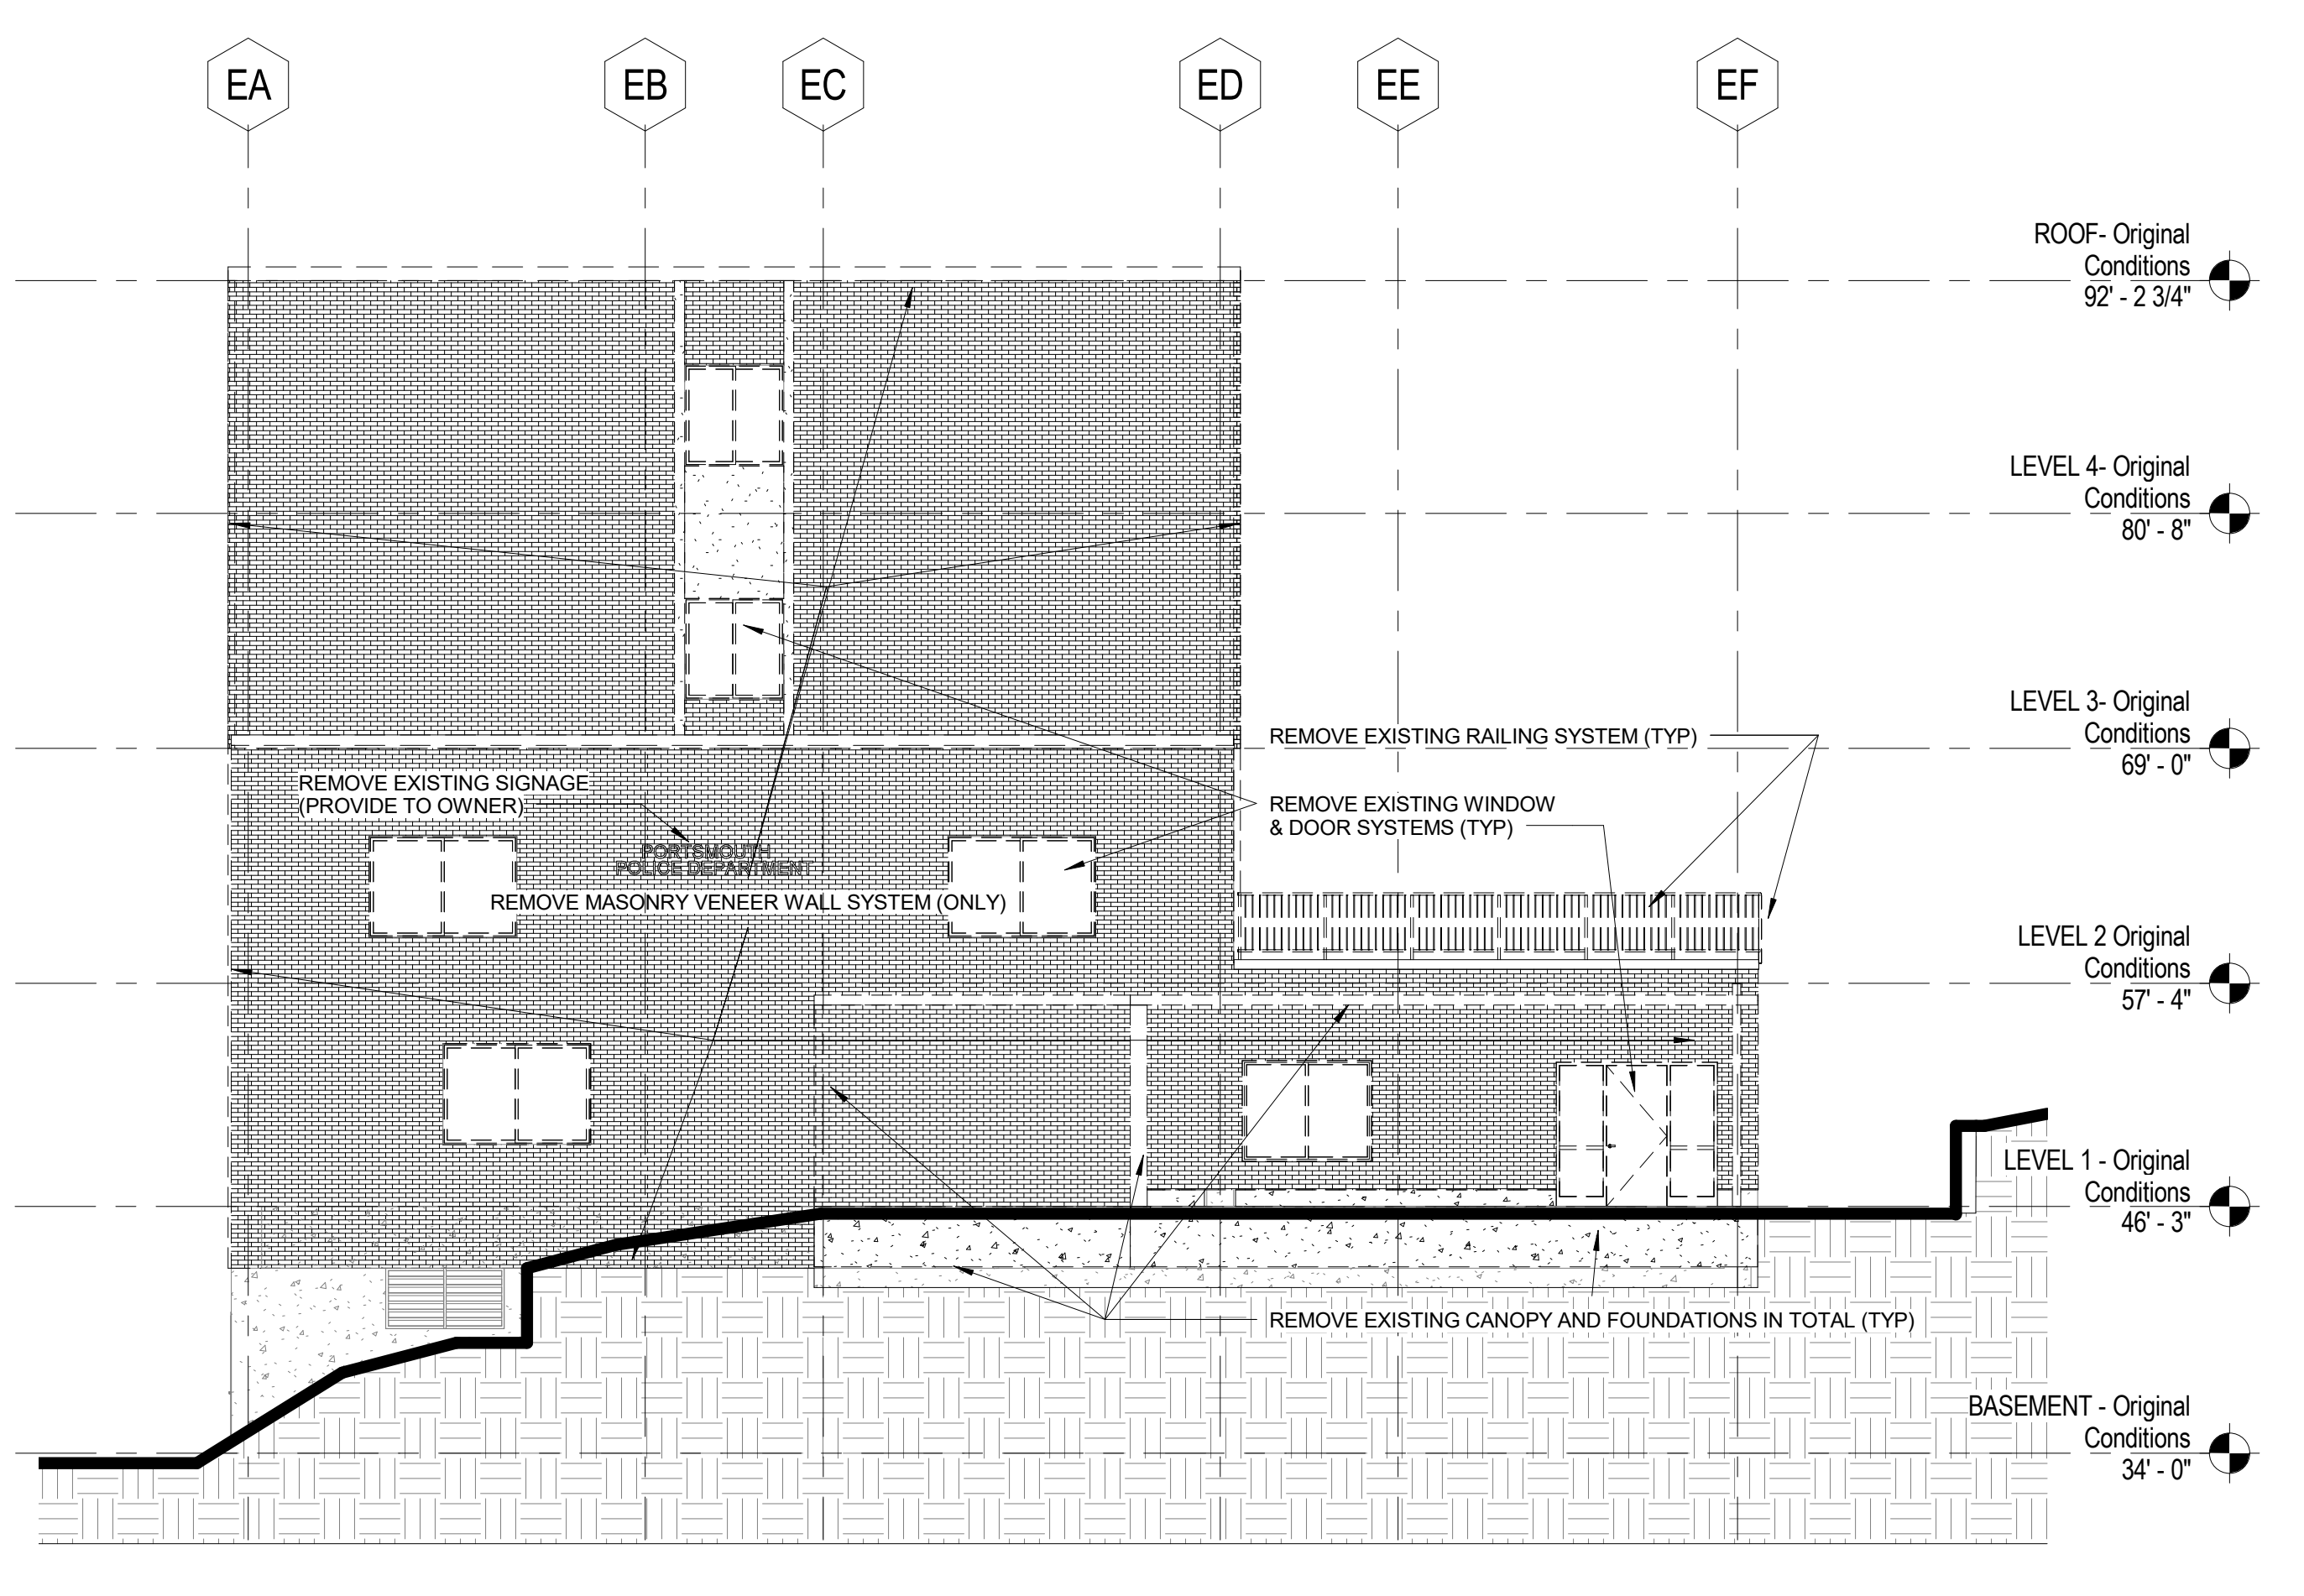 EA EB EC ED EE EF
ROOF- Original
Conditions
92' - 2 3/4"
LEVEL 4- Original
Conditions
80' - 8"
LEVEL 3- Original
Conditions
69' - 0"
REMOVE EXISTING RAILING SYSTEM (TYP)
REMOVE EXISTING SIGNAGE
(PROVIDE TO OWNER)
REMOVE EXISTING WINDOW
& DOOR SYSTEMS (TYP)
PORTSMOUTH
POLICE DEPARTMENT
REMOVE MASONRY VENEER WALL SYSTEM (ONLY)
LEVEL 2 Original
Conditions
57' - 4"
LEVEL 1 - Original
Conditions
46' - 3"
REMOVE EXISTING CANOPY AND FOUNDATIONS IN TOTAL (TYP)
BASEMENT - Original
Conditions
34' - 0"